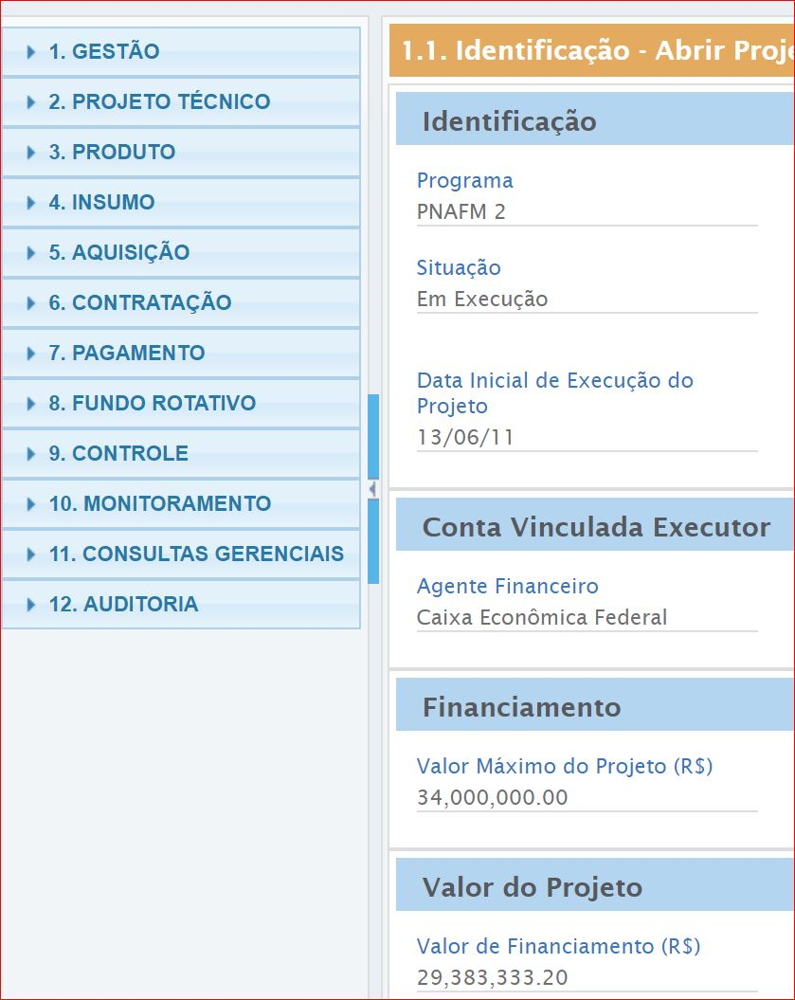 1. GESTÃO
2. PROJETO TÉCNICO
3. PRODUTO
4. INSUMO
5. AQUISIÇÃO
6. CONTRATAÇÃO
7. PAGAMENTO
8. FUNDO ROTATIVO
9. CONTROLE
10. MONITORAMENTO
11. CONSULTAS GERENCIAIS
12. AUDITORIA
1.1. Identificação - Abrir Proje
Identificação
Programa
PNAFM 2
Situação
Em Execução
Data Inicial de Execução do
Projeto
13/06/11
Conta Vinculada Executor
Agente Financeiro
Caixa Econômica Federal
Financiamento
Valor Máximo do Projeto (R$)
34,000,000.00
Valor do Projeto
Valor de Financiamento (R$)
29,383,333.20